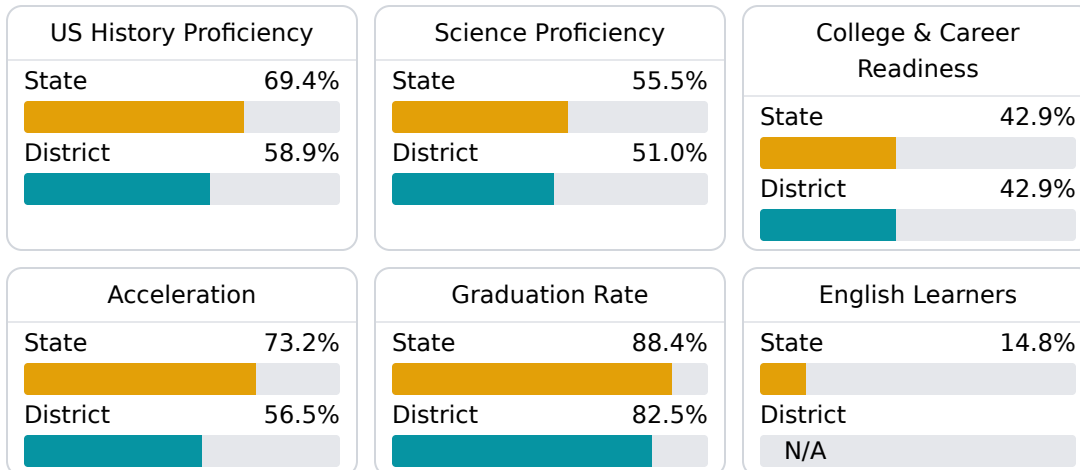 US History Proficiency
State 69.4%
District 58.9%
Science Proficiency
State 55.5%
District 51.0%
College & Career
Readiness
State 42.9%
District 42.9%
Acceleration
State 73.2%
District 56.5%
Graduation Rate
State 88.4%
District 82.5%
English Learners
State 14.8%
District
N/A